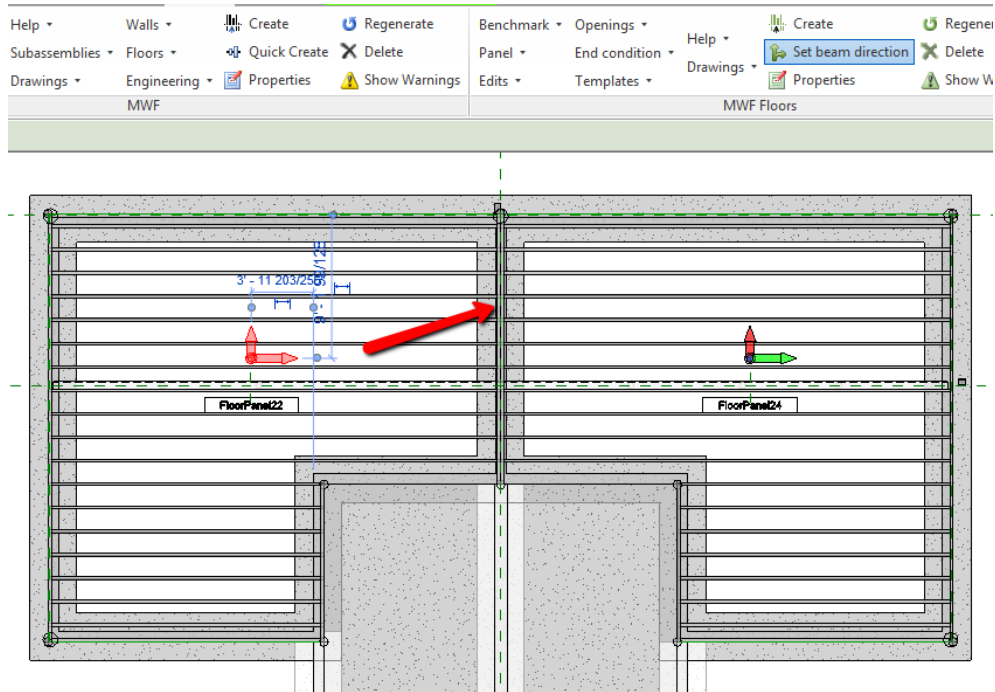 Help Walls Create Regenerate Benchmark Openings Help Create Regener
Subassemblies Floors Quick Create Delete Panel End condition Drawings Set beam direction Delete
Drawings Engineering Properties Show Warnings Edits Templates Properties Show W
MWF MWF Floors
3' - 11 203/256
FloorPanel22 FloorPanel24